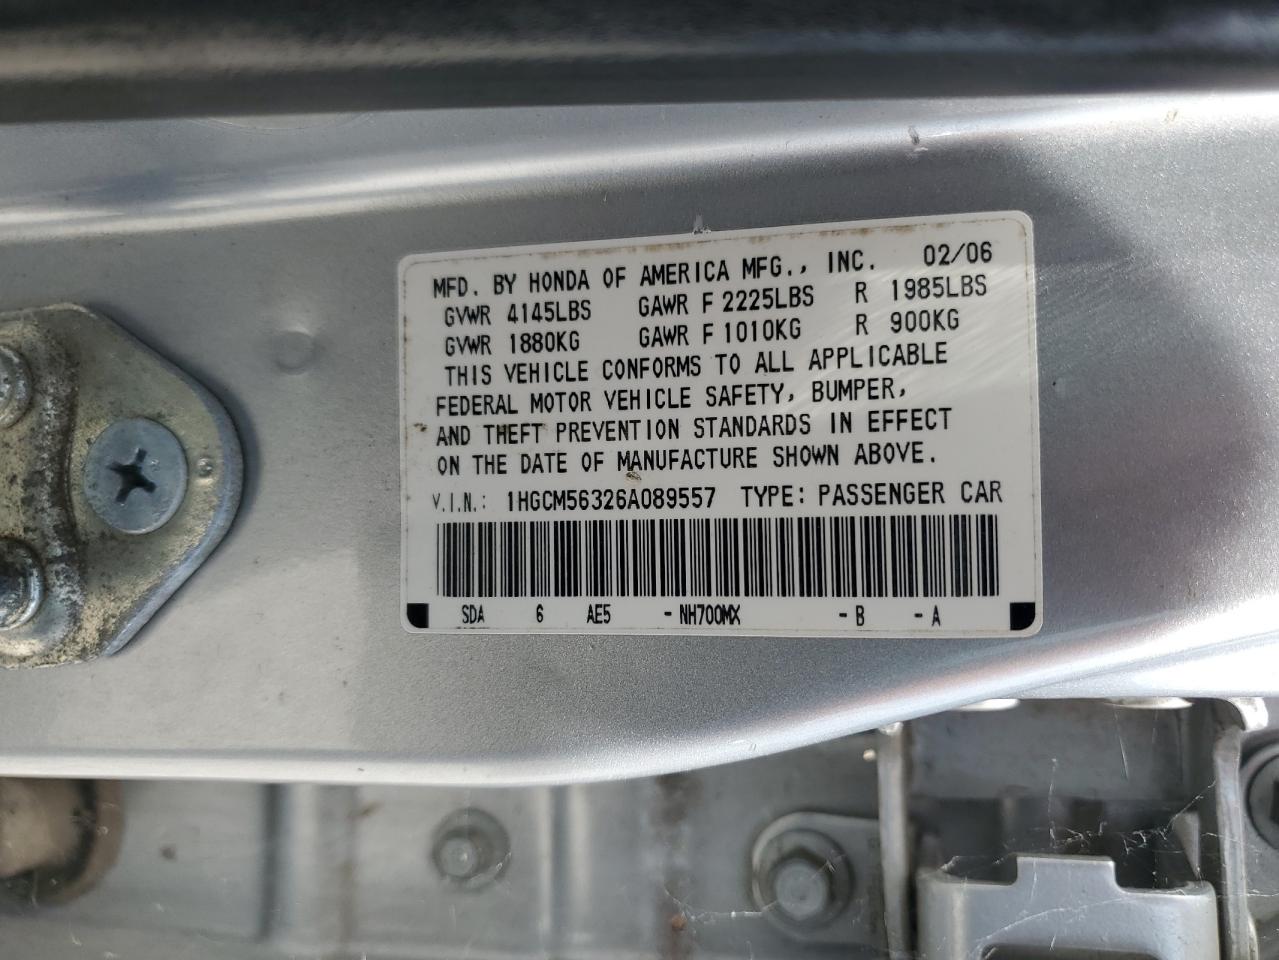 MFD. BY HONDA OF AMERICA MFG., INC. 02/06
GVWR 4145LBS GAWR F 2225LBS R 1985LBS
GVWR 1880KG GAWR F 1010KG R 900KG
THIS VEHICLE CONFORMS TO ALL APPLICABLE
FEDERAL MOTOR VEHICLE SAFETY, BUMPER,
AND THEFT PREVENTION STANDARDS IN EFFECT
ON THE DATE OF MANUFACTURE SHOWN ABOVE.
V.I.N.: 1HGCM56326A089557 TYPE: PASSENGER CAR
SDA 6 AE5 -NH700MX -B -A